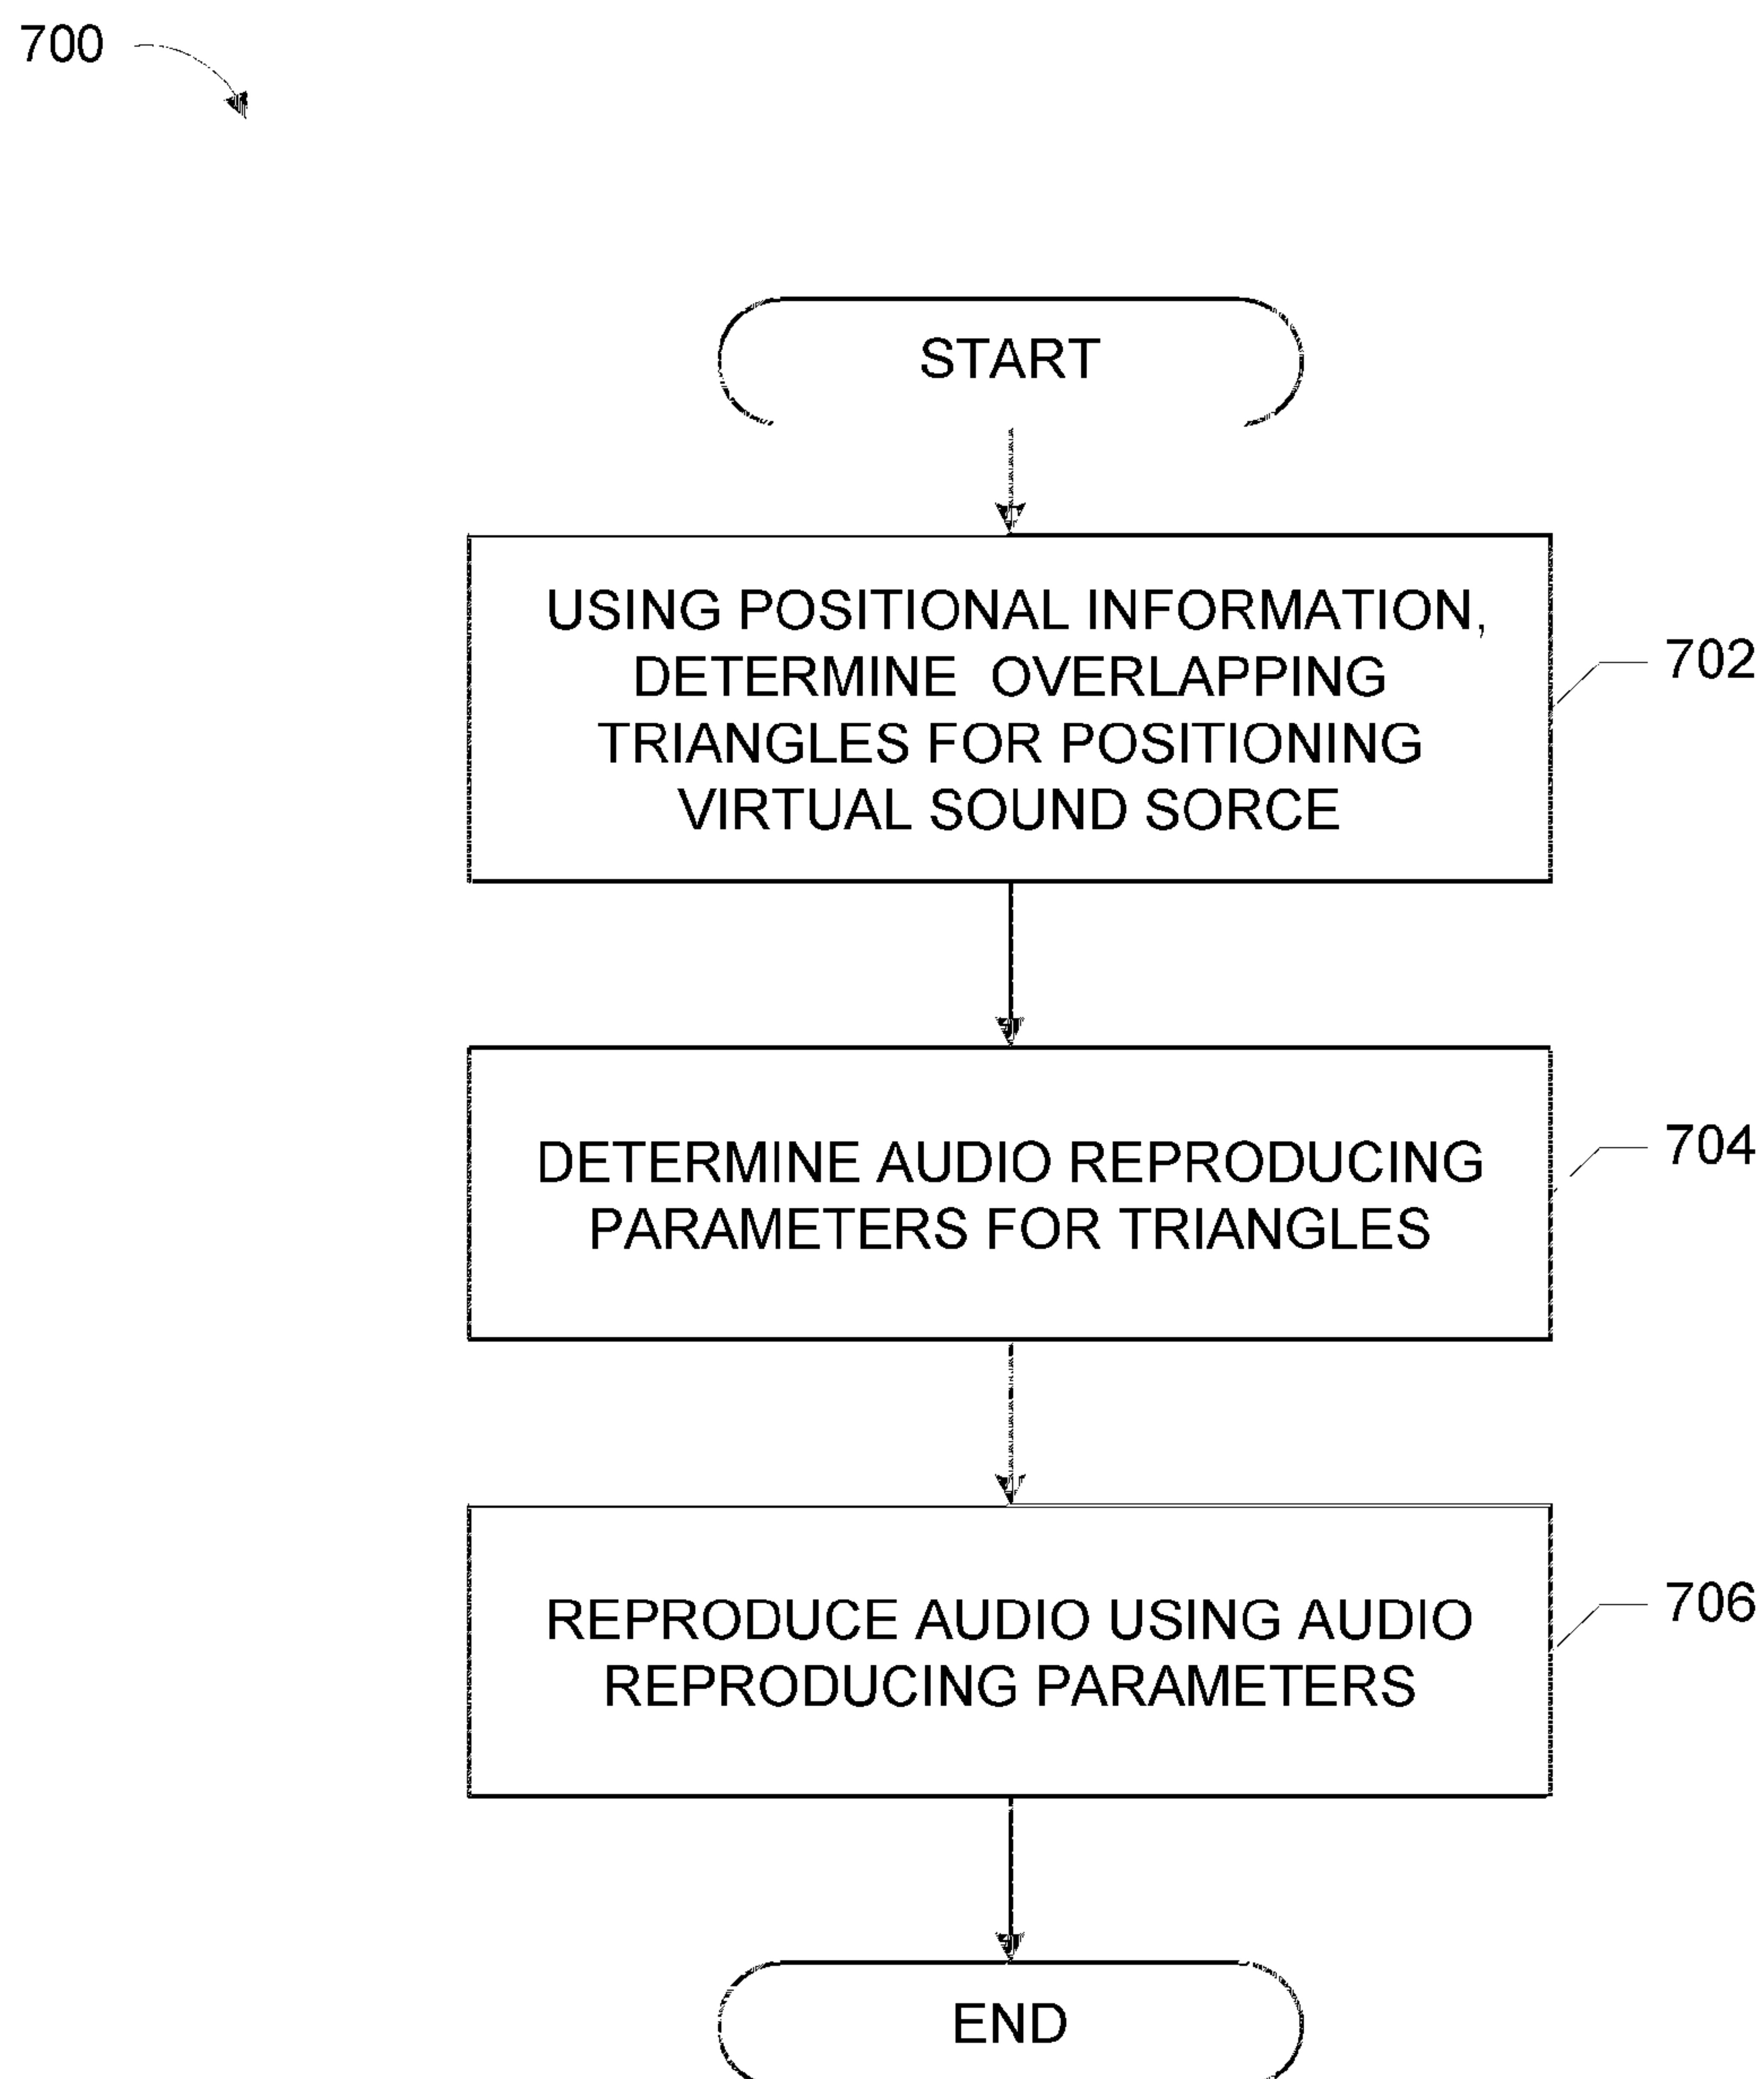 700
START
USING POSITIONAL INFORMATION,
DETERMINE OVERLAPPING
TRIANGLES FOR POSITIONING
VIRTUAL SOUND SORCE
702
DETERMINE AUDIO REPRODUCING
PARAMETERS FOR TRIANGLES
704
REPRODUCE AUDIO USING AUDIO
REPRODUCING PARAMETERS
706
END